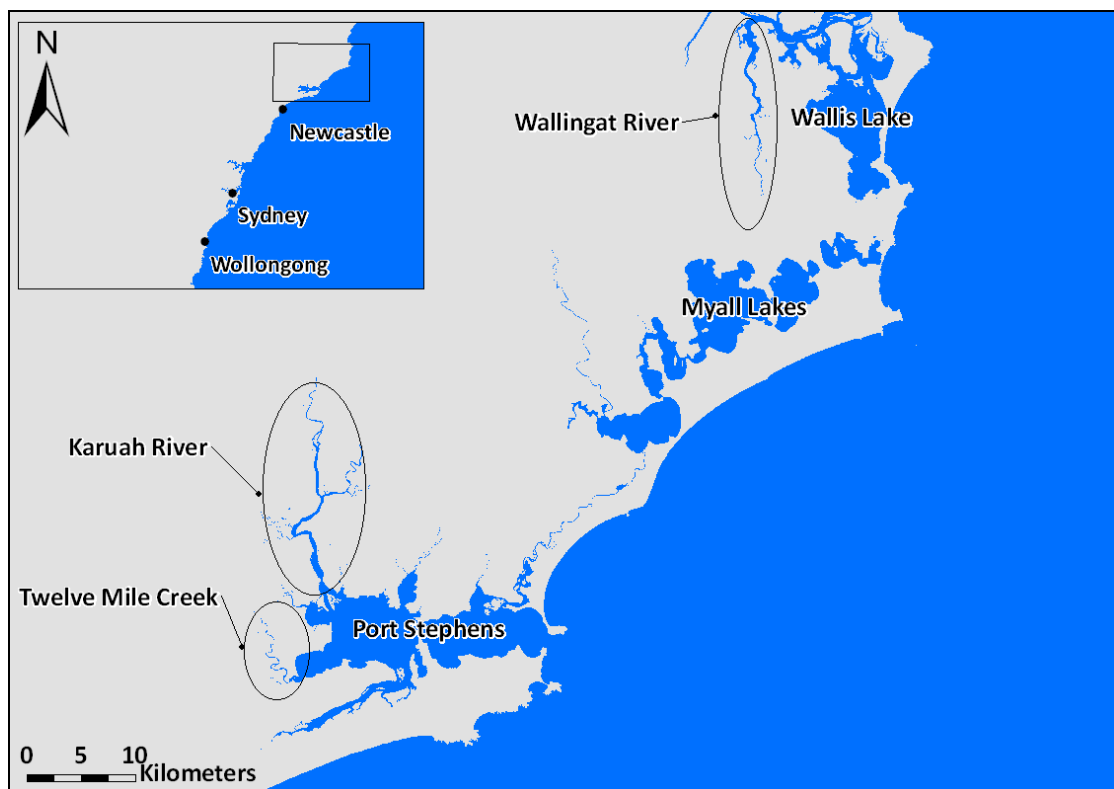 N
Newcastle
Sydney
Wollongong
Wallingat River
Wallis Lake
Myall Lakes
Karuah River
Twelve Mile Creek
Port Stephens
0 5 10
Kilometers